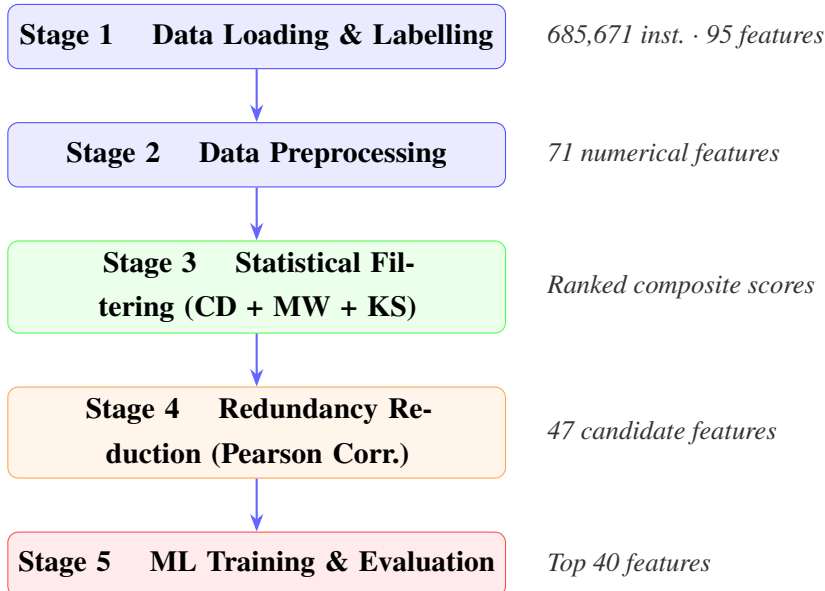 Stage 1 Data Loading & Labelling
685,671 inst. · 95 features
Stage 2 Data Preprocessing
71 numerical features
Stage 3 Statistical Fil-
tering (CD + MW + KS)
Ranked composite scores
Stage 4 Redundancy Re-
duction (Pearson Corr.)
47 candidate features
Stage 5 ML Training & Evaluation
Top 40 features